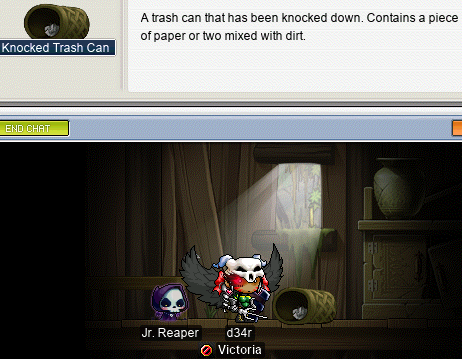 A trash can that has been knocked down. Contains a piece
of paper or two mixed with dirt.
Knocked Trash Can
END CHAT
Jr. Reaper
d34r
Victoria